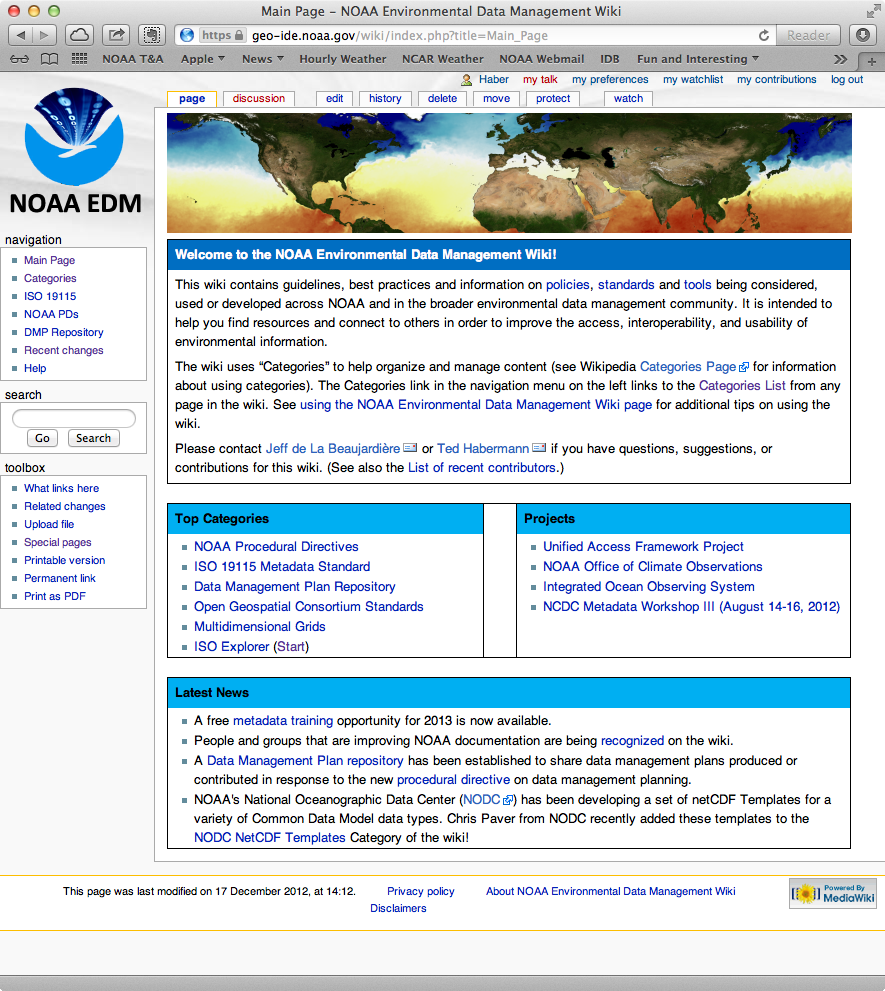 Main Page – NOAA Environmental Data Management Wiki
https geo-ide.noaa.gov/wiki/index.php?title=Main_Page Reader
NOAA T&A Apple News Hourly Weather NCAR Weather NOAA Webmail IDB Fun and Interesting
Haber my talk my preferences my watchlist my contributions log out
page discussion edit history delete move protect watch
NOAA EDM
navigation
Main Page
Categories
ISO 19115
NOAA PDs
DMP Repository
Recent changes
Help
search
Go Search
toolbox
What links here
Related changes
Upload file
Special pages
Printable version
Permanent link
Print as PDF
Welcome to the NOAA Environmental Data Management Wiki!
This wiki contains guidelines, best practices and information on policies, standards and tools being considered,
used or developed across NOAA and in the broader environmental data management community. It is intended to
help you find resources and connect to others in order to improve the access, interoperability, and usability of
environmental information.
The wiki uses “Categories” to help organize and manage content (see Wikipedia Categories Page for information
about using categories). The Categories link in the navigation menu on the left links to the Categories List from any
page in the wiki. See using the NOAA Environmental Data Management Wiki page for additional tips on using the
wiki.
Please contact Jeff de La Beaujardière or Ted Habermann if you have questions, suggestions, or
contributions for this wiki. (See also the List of recent contributors.)
Top Categories
NOAA Procedural Directives
ISO 19115 Metadata Standard
Data Management Plan Repository
Open Geospatial Consortium Standards
Multidimensional Grids
ISO Explorer (Start)
Projects
Unified Access Framework Project
NOAA Office of Climate Observations
Integrated Ocean Observing System
NCDC Metadata Workshop III (August 14-16, 2012)
Latest News
A free metadata training opportunity for 2013 is now available.
People and groups that are improving NOAA documentation are being recognized on the wiki.
A Data Management Plan repository has been established to share data management plans produced or
contributed in response to the new procedural directive on data management planning.
NOAA's National Oceanographic Data Center (NODC) has been developing a set of netCDF Templates for a
variety of Common Data Model data types. Chris Paver from NODC recently added these templates to the
NODC NetCDF Templates Category of the wiki!
This page was last modified on 17 December 2012, at 14:12. Privacy policy About NOAA Environmental Data Management Wiki
Disclaimers
Powered By
MediaWiki